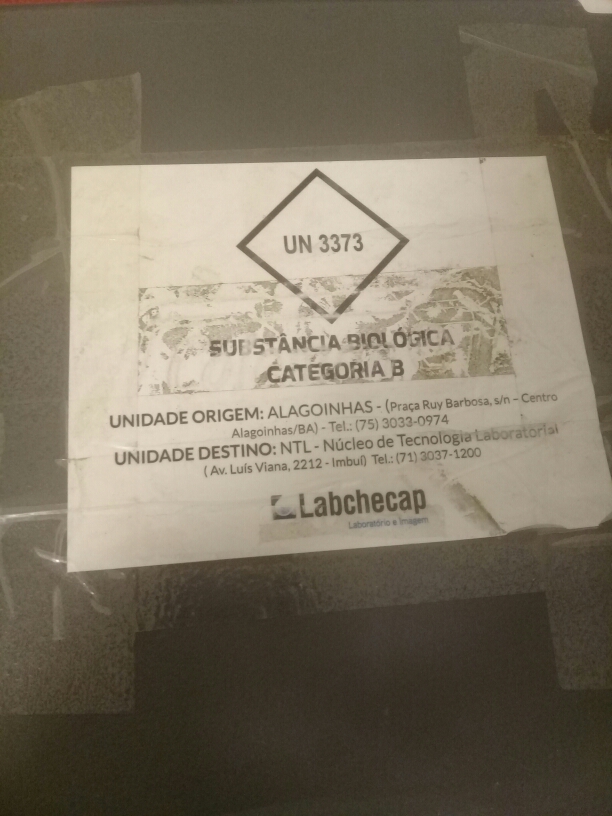 UN 3373
SUBSTÂNCIA BIOLÓGICA
CATEGORIA B
UNIDADE ORIGEM: ALAGOINHAS - (Praça Ruy Barbosa, s/n – Centro
Alagoinhas/BA) - Tel.: (75) 3033-0974
UNIDADE DESTINO: NTL - Núcleo de Tecnologia Laboratorial
( Av. Luís Viana, 2212 - Imbuí) Tel.: (71) 3037-1200
Labchecap
Laboratório e Imagem